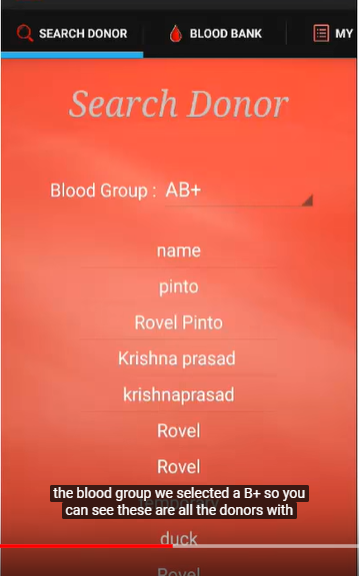 SEARCH DONOR
BLOOD BANK
MY
Search Donor
Blood Group : AB+
name
pinto
Rovel Pinto
Krishna prasad
krishnaprasad
Rovel
Rovel
the blood group we selected a B+ so you
can see these are all the donors with
duck
Rovel